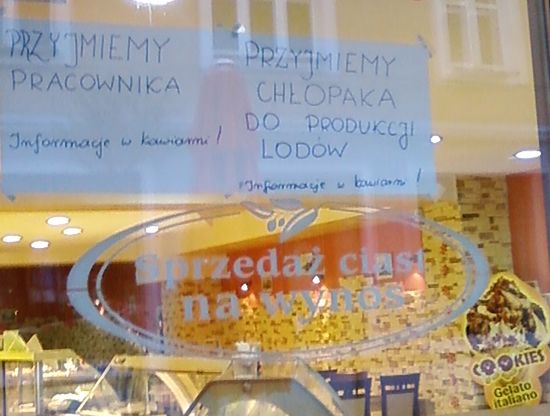 PRZYJMIEMY
PRACOWNIKA
Informacje w kawiarni!
PRZYJMIEMY
CHŁOPAKA
DO PRODUKCJI
LODÓW
Informacje w kawiarni!
Sprzedaż ciast
na wynos
COOKIES
Gelato
italiano